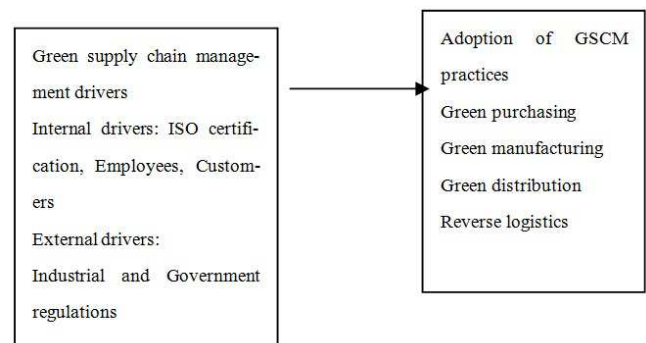 Green supply chain manage-
ment drivers
Internal drivers: ISO certifi-
cation, Employees, Custom-
ers
External drivers:
Industrial and Government
regulations
Adoption of GSCM
practices
Green purchasing
Green manufacturing
Green distribution
Reverse logistics